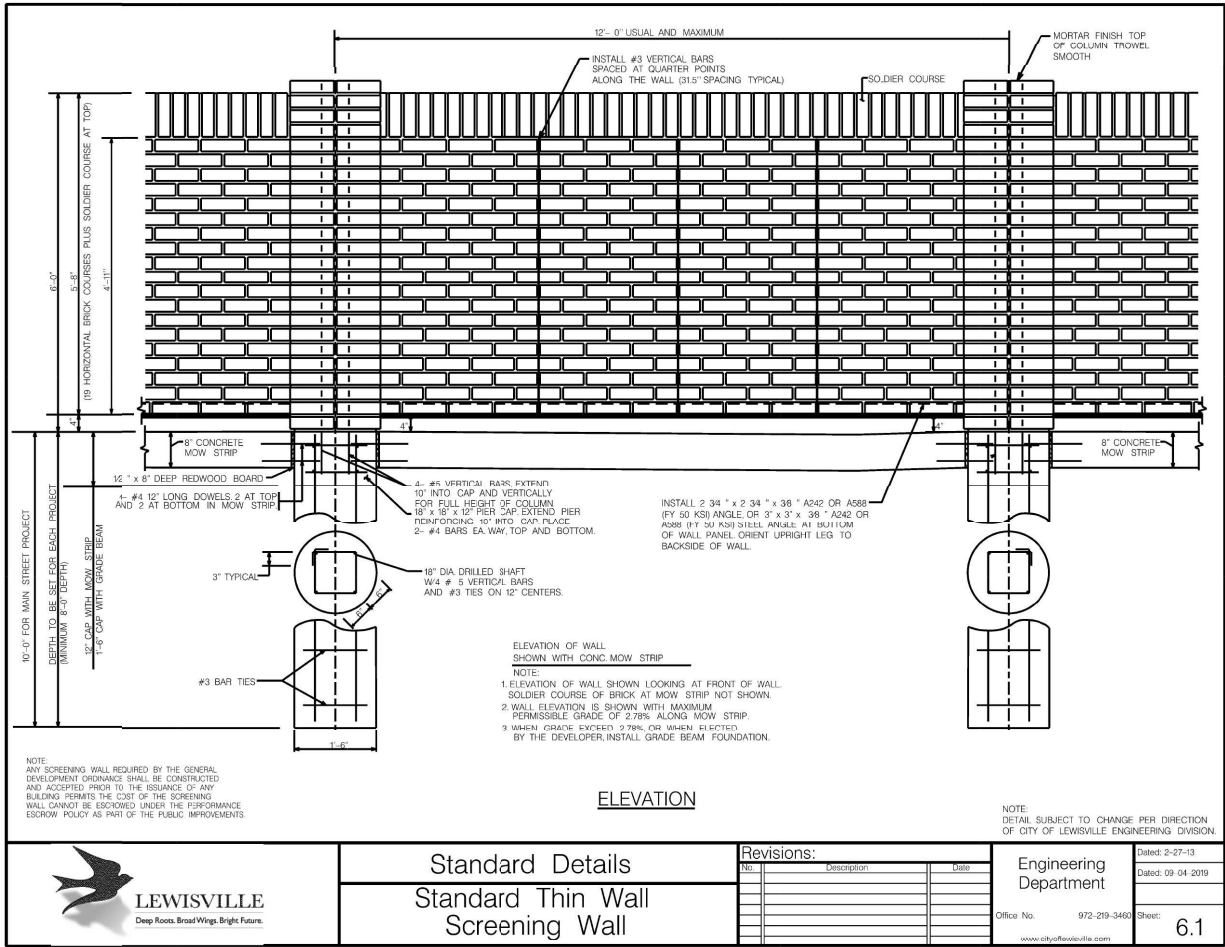 12'- 0" USUAL AND MAXIMUM
MORTAR FINISH TOP
OF COLUMN TROWEL
SMOOTH
INSTALL #3 VERTICAL BARS
SPACED AT QUARTER POINTS
ALONG THE WALL (31.5" SPACING TYPICAL)
SOLDIER COURSE
6'-0"
5'-8"
(19 HORIZONTAL BRICK COURSES PLUS SOLDIER COURSE AT TOP)
4'-11"
4"
4"
4"
8" CONCRETE
MOW STRIP
8" CONCRETE
MOW STRIP
1/2 " x 8" DEEP REDWOOD BOARD
4- #4 12" LONG DOWELS. 2 AT TOP
AND 2 AT BOTTOM IN MOW STRIP.
4- #5 VERTICAL BARS, EXTEND
10" INTO CAP AND VERTICALLY
FOR FULL HEIGHT OF COLUMN
18" x 18" x 12" PIER CAP. EXTEND PIER
REINFORCING 10" INTO CAP. PLACE
2- #4 BARS EA. WAY, TOP AND BOTTOM.
INSTALL 2 3/4 " x 2 3/4 " x 3/8 " A242 OR A588
(FY 50 KSI) ANGLE, OR 3" x 3" x 3/8 " A242 OR
A588 (FY 50 KSI) STEEL ANGLE AT BOTTOM
OF WALL PANEL. ORIENT UPRIGHT LEG TO
BACKSIDE OF WALL.
10'-0" FOR MAIN STREET PROJECT
DEPTH TO BE SET FOR EACH PROJECT
(MINIMUM 8'-0" DEPTH)
12" CAP WITH MOW STRIP
1'-6" CAP WITH GRADE BEAM
3" TYPICAL
18" DIA. DRILLED SHAFT
W/4 # 5 VERTICAL BARS
AND #3 TIES ON 12" CENTERS.
6"
6"
#3 BAR TIES
1'-6"
ELEVATION OF WALL
SHOWN WITH CONC. MOW STRIP
NOTE:
1. ELEVATION OF WALL SHOWN LOOKING AT FRONT OF WALL.
SOLDIER COURSE OF BRICK AT MOW STRIP NOT SHOWN.
2. WALL ELEVATION IS SHOWN WITH MAXIMUM
PERMISSIBLE GRADE OF 2.78% ALONG MOW STRIP.
3. WHEN GRADE EXCEED 2.78%, OR WHEN ELECTED
BY THE DEVELOPER, INSTALL GRADE BEAM FOUNDATION.
NOTE:
ANY SCREENING WALL REQUIRED BY THE GENERAL
DEVELOPMENT ORDINANCE SHALL BE CONSTRUCTED
AND ACCEPTED PRIOR TO THE ISSUANCE OF ANY
BUILDING PERMITS THE COST OF THE SCREENING
WALL CANNOT BE ESCROWED UNDER THE PERFORMANCE
ESCROW POLICY AS PART OF THE PUBLIC IMPROVEMENTS.
ELEVATION
NOTE:
DETAIL SUBJECT TO CHANGE PER DIRECTION
OF CITY OF LEWISVILLE ENGINEERING DIVISION.
LEWISVILLE
Deep Roots. Broad Wings. Bright Future.
Standard Details
Standard Thin Wall
Screening Wall
Revisions:
No. Description Date
Engineering
Department
Office No. 972-219-3460
www.cityoflewisville.com
Dated: 2-27-13
Dated: 09-04-2019
Sheet: 6.1